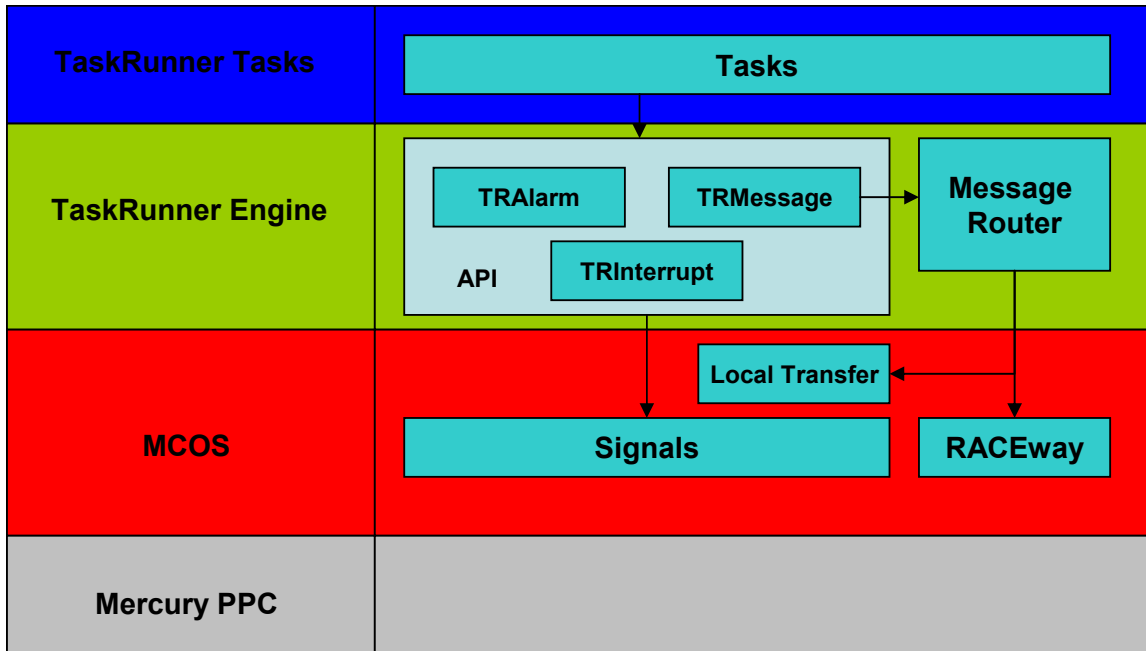 TaskRunner Tasks
Tasks
TaskRunner Engine
TRAlarm
TRMessage
TRInterrupt
API
Message
Router
MCOS
Local Transfer
Signals
RACEway
Mercury PPC